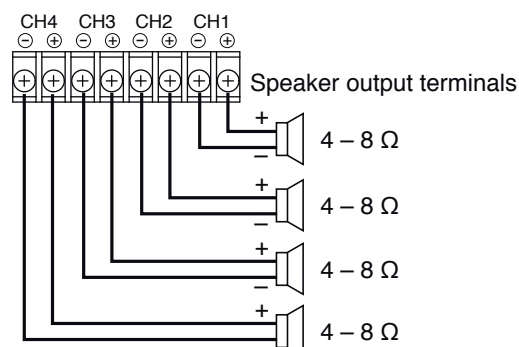 CH4 CH3 CH2 CH1
⊖ ⊕ ⊖ ⊕ ⊖ ⊕ ⊖ ⊕
Speaker output terminals
+
4 – 8 Ω
–
+
4 – 8 Ω
–
+
4 – 8 Ω
–
+
4 – 8 Ω
–